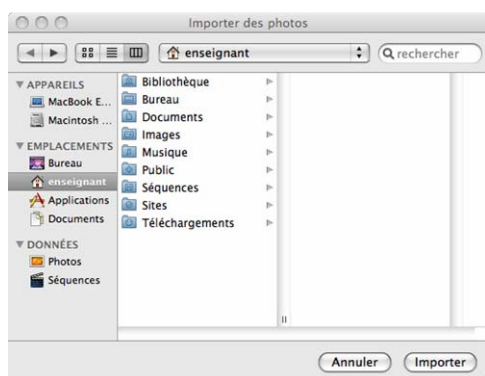 Importer des photos
enseignant
rechercher
APPAREILS
MacBook E...
Macintosh ...
EMPLACEMENTS
Bureau
enseignant
Applications
Documents
DONNÉES
Photos
Séquences
Bibliothèque
Bureau
Documents
Images
Musique
Public
Séquences
Sites
Téléchargements
Annuler
Importer